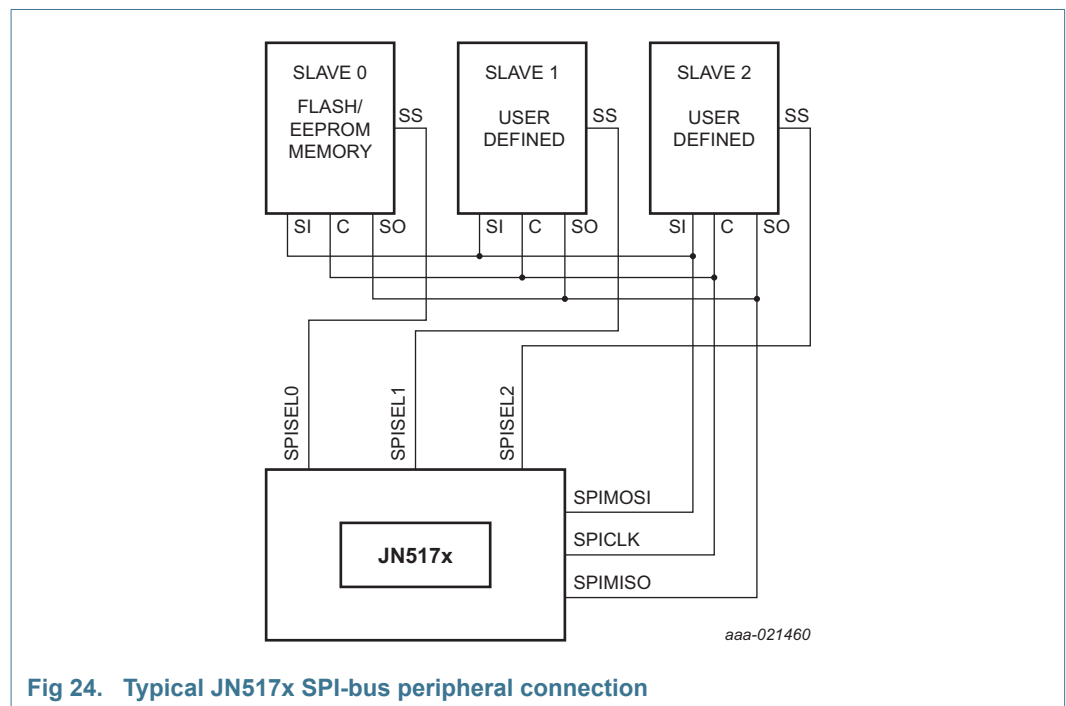 SLAVE 0
FLASH/
EEPROM
MEMORY
SS
SI C SO
SLAVE 1
USER
DEFINED
SS
SI C SO
SLAVE 2
USER
DEFINED
SS
SI C SO
SPISEL0
SPISEL1
SPISEL2
SPIMOSI
SPICLK
SPIMISO
JN517x
aaa-021460
Fig 24. Typical JN517x SPI-bus peripheral connection